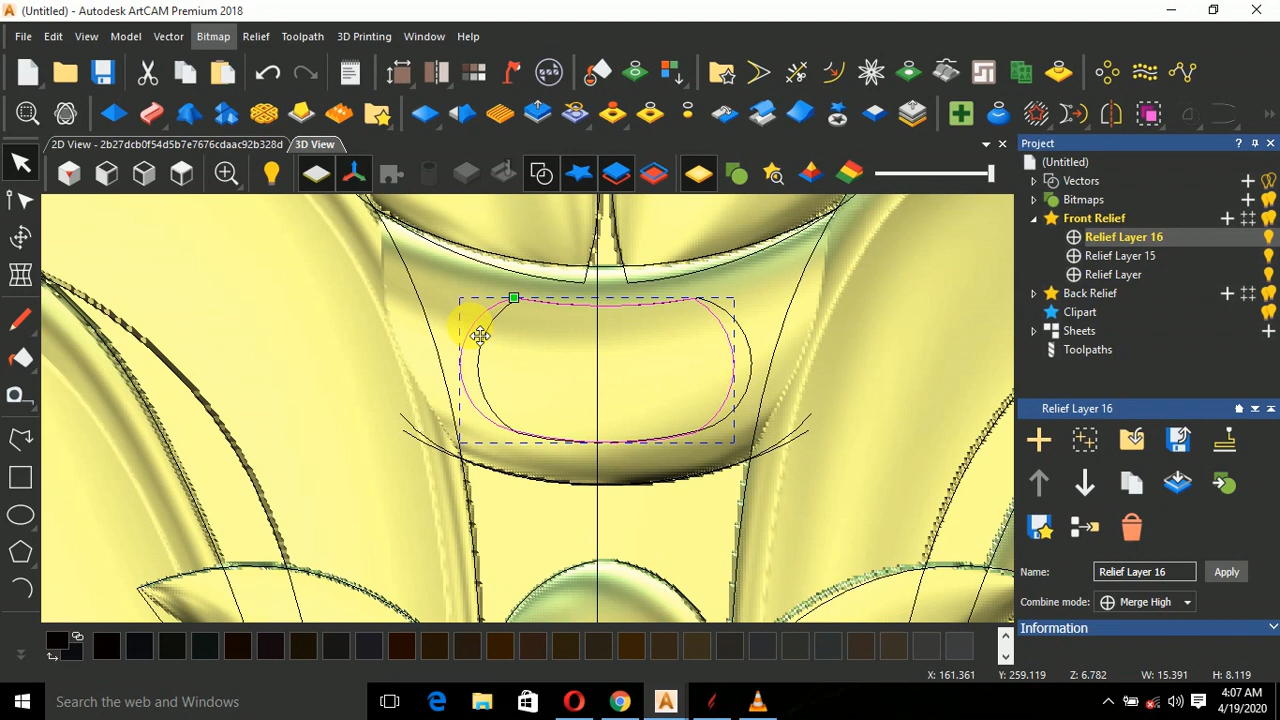 (Untitled) - Autodesk ArtCAM Premium 2018
File Edit View Model Vector Bitmap Relief Toolpath 3D Printing Window Help
2D View - 2b27dcb0f54d5b7e7676cdaac92b328d 3D View
Project
(Untitled)
Vectors
Bitmaps
Front Relief
Relief Layer 16
Relief Layer 15
Relief Layer
Back Relief
Clipart
Sheets
Toolpaths
Relief Layer 16
Name: Relief Layer 16 Apply
Combine mode: Merge High
Information
X: 161.361 Y: 259.119 Z: 6.782 W: 15.391 H: 8.119
Search the web and Windows
4:07 AM
4/19/2020